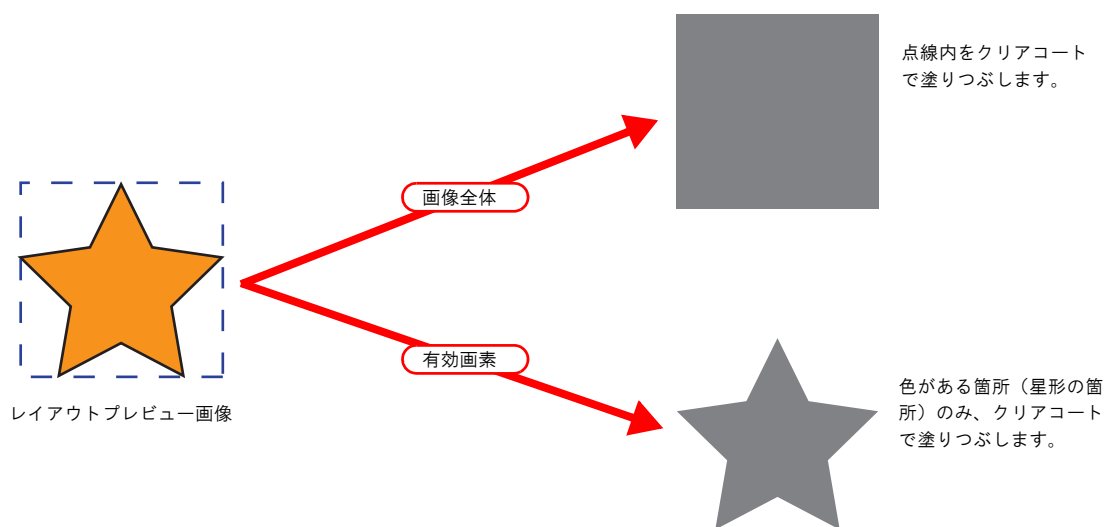 点線内をクリアコート
で塗りつぶします。
画像全体
有効画素
レイアウトプレビュー画像
色がある箇所（星形の箇
所）のみ、クリアコート
で塗りつぶします。